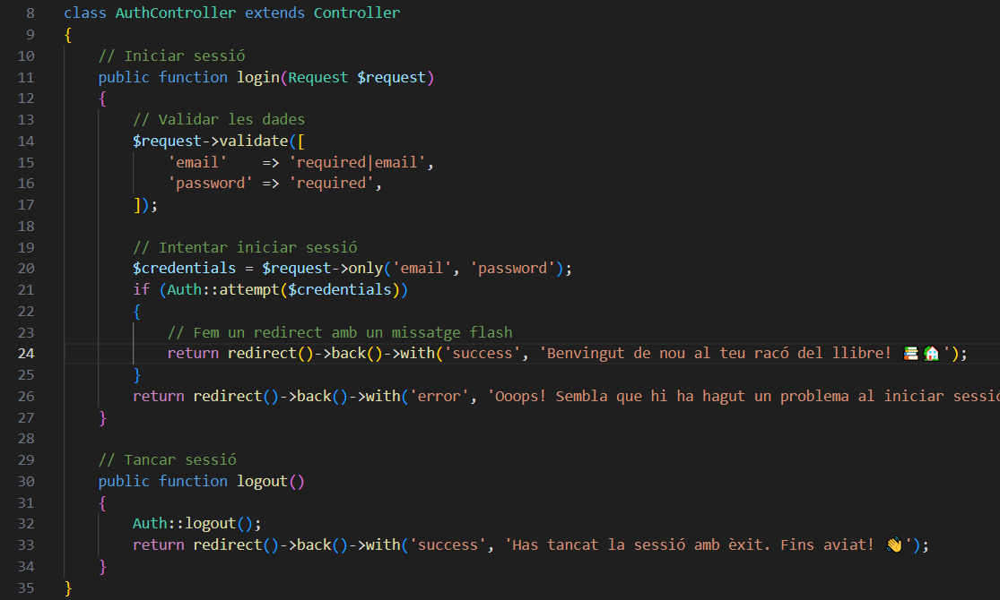 8 class AuthController extends Controller
9 {
10 // Iniciar sessió
11 public function login(Request $request)
12 {
13 // Validar les dades
14 $request->validate([
15 'email'    => 'required|email',
16 'password' => 'required',
17 ]);
18
19 // Intentar iniciar sessió
20 $credentials = $request->only('email', 'password');
21 if (Auth::attempt($credentials))
22 {
23 // Fem un redirect amb un missatge flash
24 return redirect()->back()->with('success', 'Benvingut de nou al teu racó del llibre! 📚🏠');
25 }
26 return redirect()->back()->with('error', 'Ooops! Sembla que hi ha hagut un problema al iniciar sessió
27 }
28
29 // Tancar sessió
30 public function logout()
31 {
32 Auth::logout();
33 return redirect()->back()->with('success', 'Has tancat la sessió amb èxit. Fins aviat! 👋');
34 }
35 }